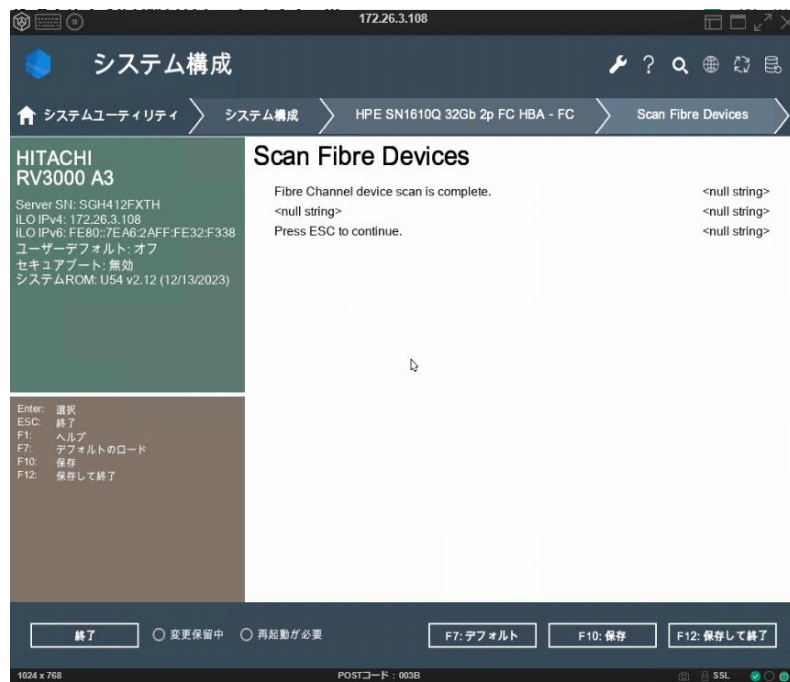 172.26.3.108
システム構成
システムユーティリティ
システム構成
HPE SN1610Q 32Gb 2p FC HBA - FC
Scan Fibre Devices
HITACHI
RV3000 A3
Server SN: SGH412FXTH
iLO IPv4: 172.26.3.108
iLO IPv6: FE80::7EA6:2AFF:FE32:F338
ユーザーデフォルト: オフ
セキュアブート: 無効
システムROM: U54 v2.12 (12/13/2023)
Scan Fibre Devices
Fibre Channel device scan is complete. <null string>
<null string> <null string>
Press ESC to continue. <null string>
Enter: 選択
ESC: 終了
F1: ヘルプ
F7: デフォルトのロード
F10: 保存
F12: 保存して終了
終了
変更保留中
再起動が必要
F7: デフォルト
F10: 保存
F12: 保存して終了
1024 x 768
POSTコード : 003B
SSL